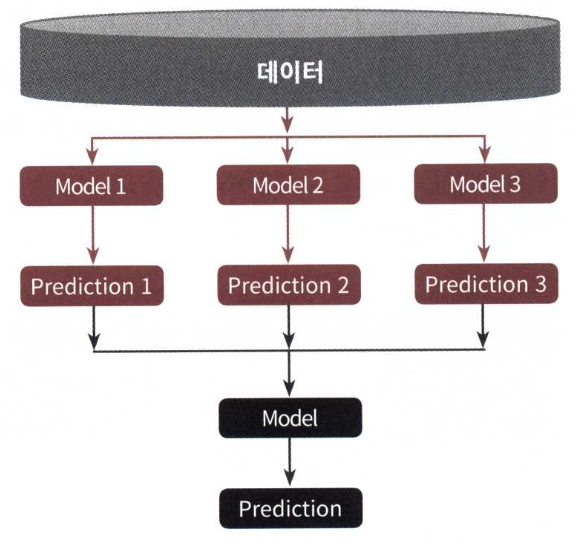 데이터
Model 1
Model 2
Model 3
Prediction 1
Prediction 2
Prediction 3
Model
Prediction